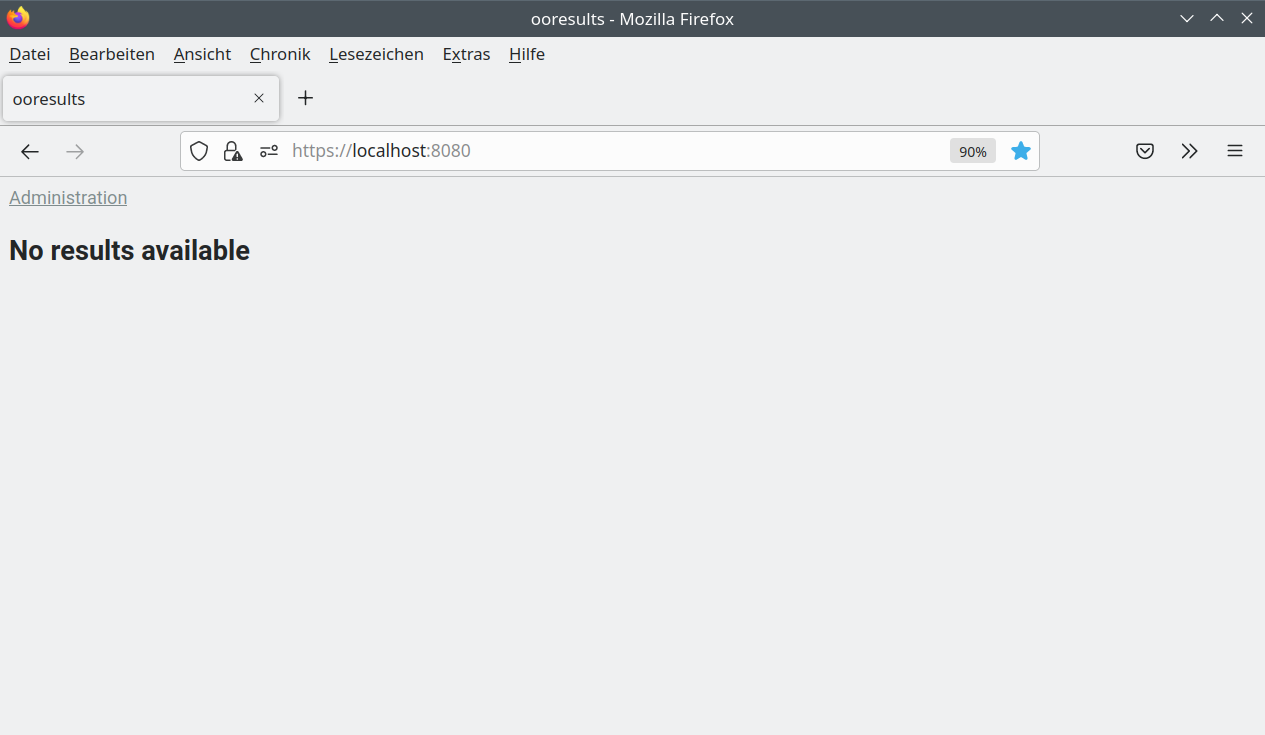 ooresults - Mozilla Firefox
Datei Bearbeiten Ansicht Chronik Lesezeichen Extras Hilfe
ooresults
https://localhost:8080 90%
Administration
No results available